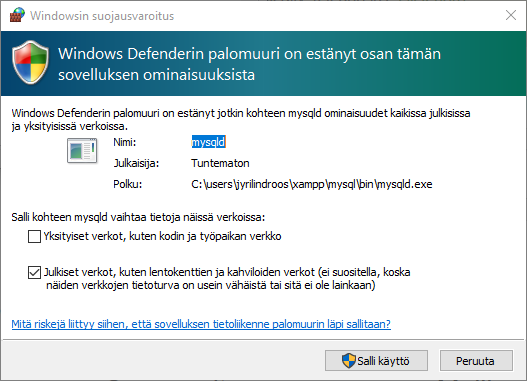 Windowsin suojausvaroitus
Windows Defenderin palomuuri on estänyt osan tämän
sovelluksen ominaisuuksista
Windows Defenderin palomuuri on estänyt jotkin kohteen mysqld ominaisuudet kaikissa julkisissa
ja yksityisissä verkoissa.
Nimi: mysqld
Julkaisija: Tuntematon
Polku: C:\users\jyrilindroos\xampp\mysql\bin\mysqld.exe
Salli kohteen mysqld vaihtaa tietoja näissä verkoissa:
Yksityiset verkot, kuten kodin ja työpaikan verkko
Julkiset verkot, kuten lentokenttien ja kahviloiden verkot (ei suositella, koska
näiden verkkojen tietoturva on usein vähäistä tai sitä ei ole lainkaan)
Mitä riskejä liittyy siihen, että sovelluksen tietoliikenne palomuurin läpi sallitaan?
Salli käyttö Peruuta